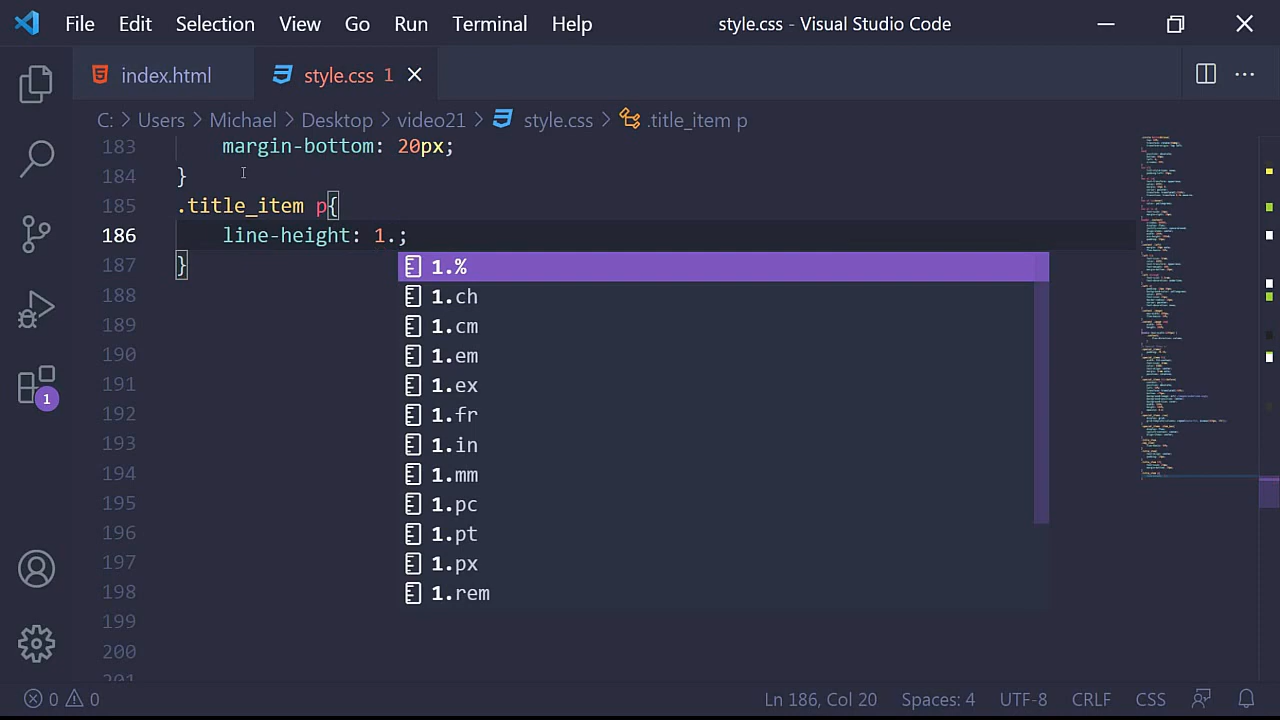 File Edit Selection View Go Run Terminal Help style.css - Visual Studio Code
index.html style.css 1
C: > Users > Michael > Desktop > video21 > style.css > .title_item p
183 margin-bottom: 20px;
184 }
185 .title_item p{
186 line-height: 1.;
187 }
1.%
188 1.ch
189 1.cm
190 1.em
191 1.ex
192 1.fr
193 1.in
194 1.mm
195 1.pc
196 1.pt
197 1.px
198 1.rem
199
200
201
1
0 0 Ln 186, Col 20 Spaces: 4 UTF-8 CRLF CSS